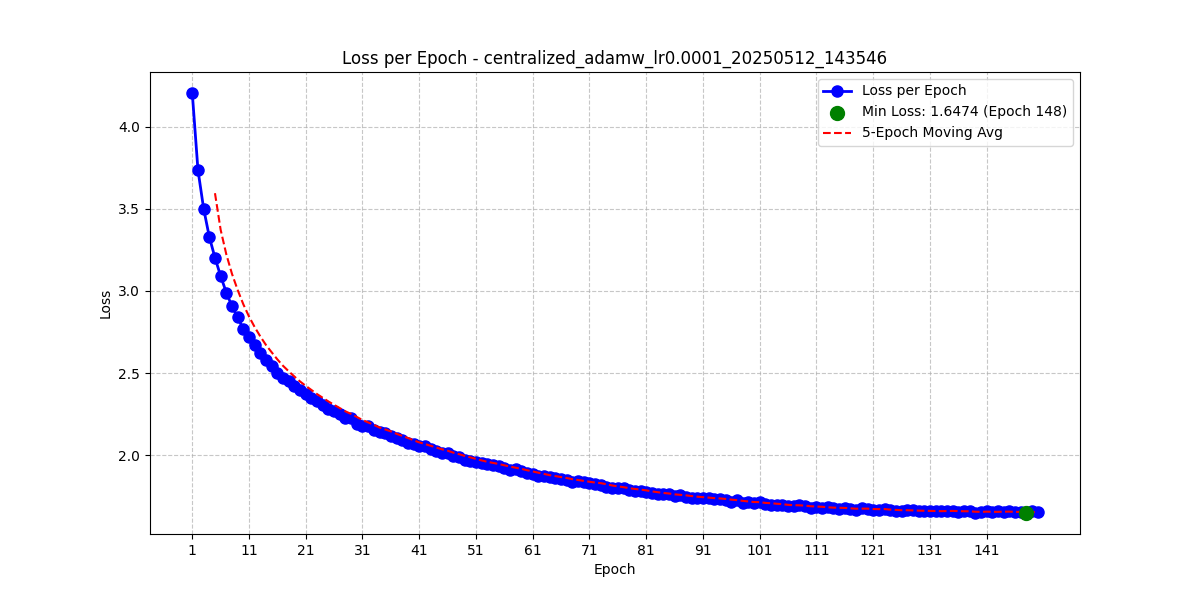 Loss per Epoch - centralized_adamw_lr0.0001_20250512_143546
Loss per Epoch
Min Loss: 1.6474 (Epoch 148)
5-Epoch Moving Avg
4.0
3.5
3.0
2.5
2.0
Loss
1 11 21 31 41 51 61 71 81 91 101 111 121 131 141
Epoch